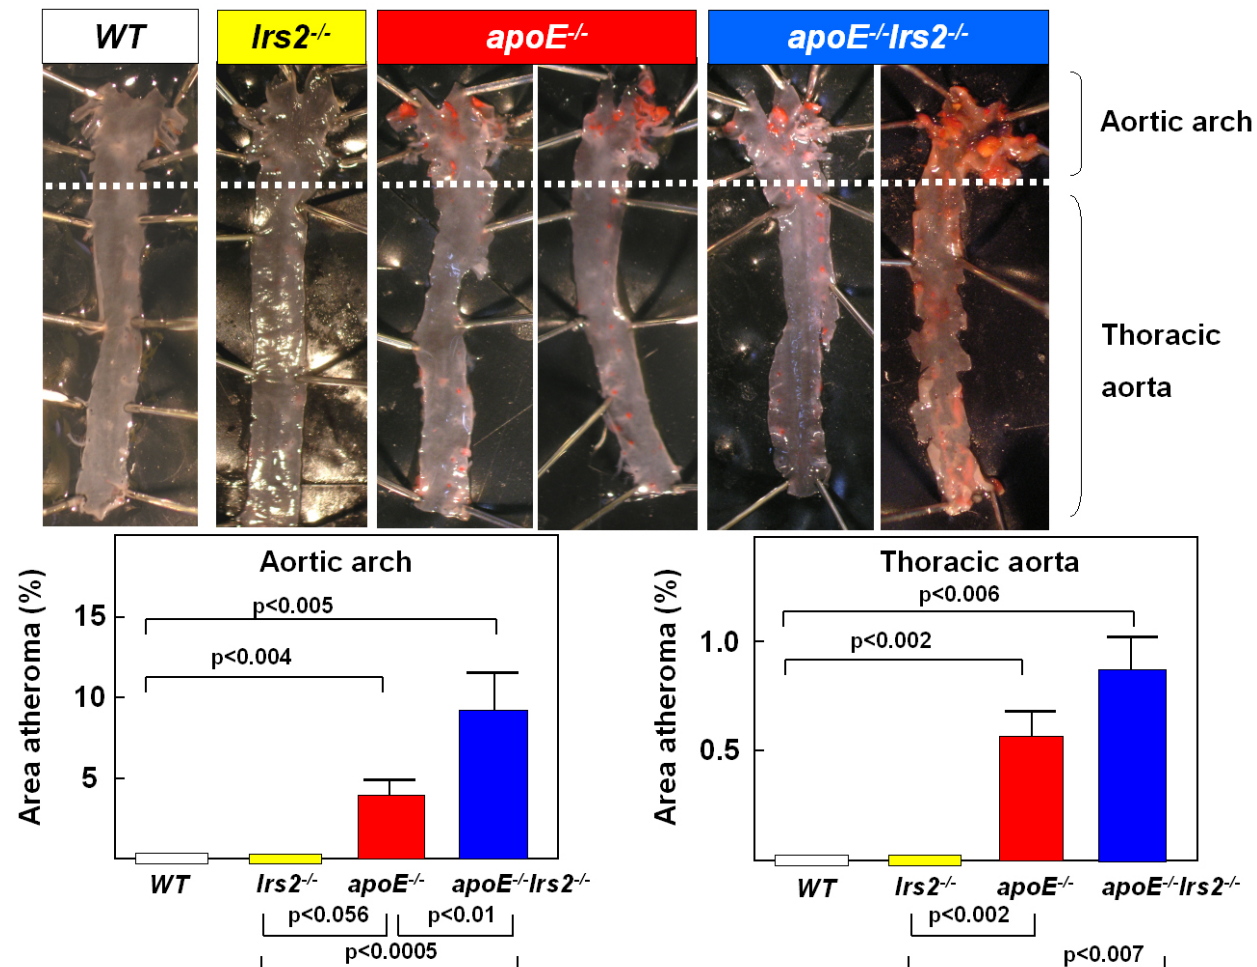 WT Irs2-/- apoE-/- apoE-/-Irs2-/-
Aortic arch
Thoracic
aorta
Aortic arch
Area atheroma (%)
15
10
5
p<0.005
p<0.004
WT Irs2-/- apoE-/- apoE-/-Irs2-/-
p<0.056 p<0.01
p<0.0005
Thoracic aorta
Area atheroma (%)
1.0
0.5
p<0.006
p<0.002
WT Irs2-/- apoE-/- apoE-/-Irs2-/-
p<0.002
p<0.007